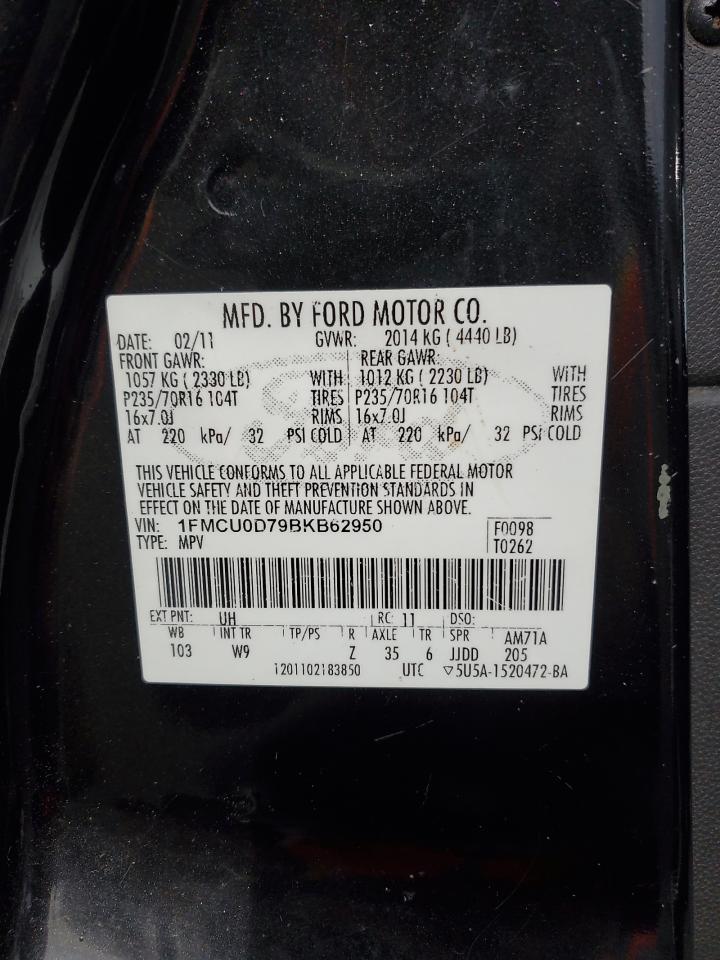 MFD. BY FORD MOTOR CO.
DATE: 02/11 GVWR: 2014 KG ( 4440 LB)
FRONT GAWR: REAR GAWR:
1057 KG ( 2330 LB) WITH 1012 KG ( 2230 LB) WITH
P235/70R16 104T TIRES P235/70R16 104T TIRES
16x7.0J RIMS 16x7.0J RIMS
AT 220 kPa/ 32 PSI COLD AT 220 kPa/ 32 PSI COLD
Ford
THIS VEHICLE CONFORMS TO ALL APPLICABLE FEDERAL MOTOR
VEHICLE SAFETY AND THEFT PREVENTION STANDARDS IN
EFFECT ON THE DATE OF MANUFACTURE SHOWN ABOVE.
VIN: 1FMCU0D79BKB62950 F0098
TYPE: MPV T0262
EXT PNT: UH RC: 11 DSO:
WB INT TR TP/PS R AXLE TR SPR AM71A
103 W9 Z 35 6 JJDD 205
1201102183850 UTC ▽5U5A-1520472-BA